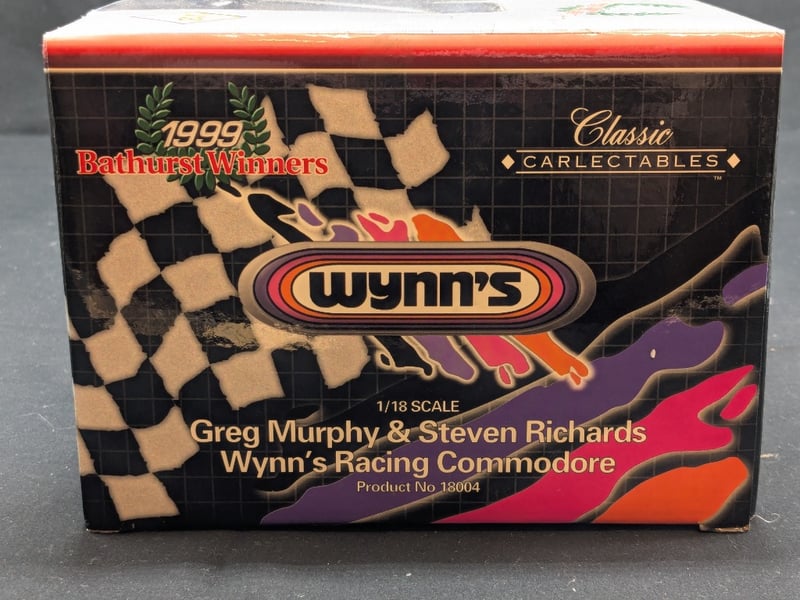 1999
Bathurst Winners
Classic
CARLECTABLES
TM
wynn's
1/18 SCALE
Greg Murphy & Steven Richards
Wynn's Racing Commodore
Product No 18004